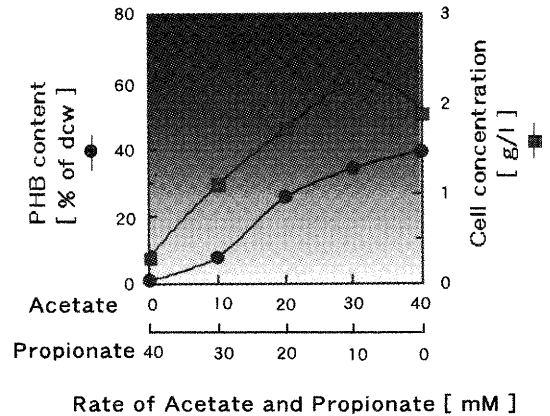 80
60
40
20
0
PHB content
[ % of dcw ]
3
2
1
0
Cell concentration
[ g/l ]
Acetate 0 10 20 30 40
Propionate 40 30 20 10 0
Rate of Acetate and Propionate [ mM ]